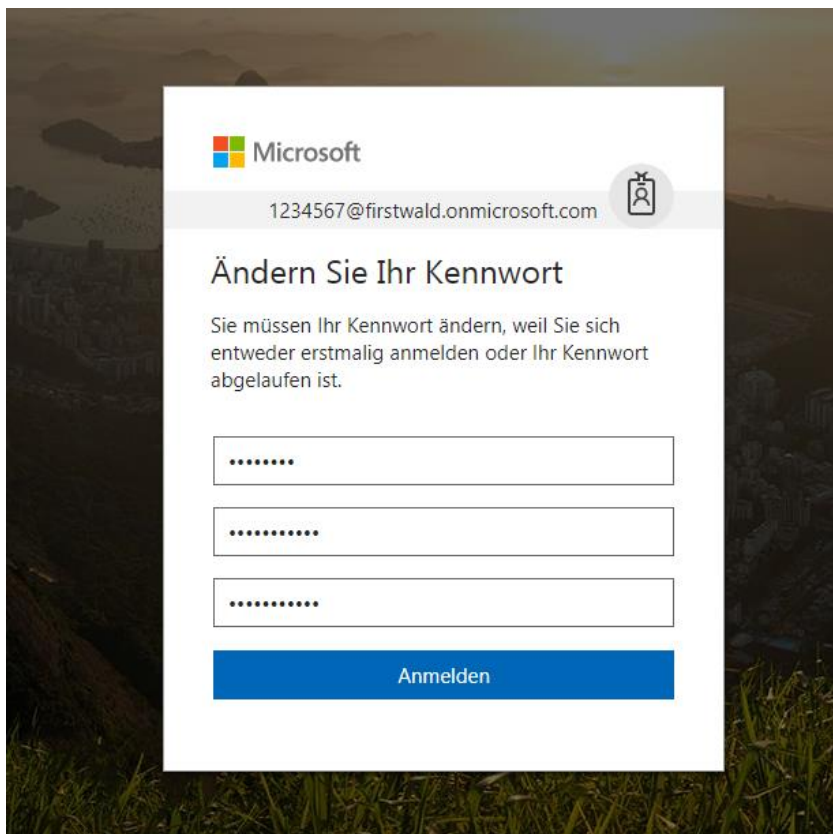 Microsoft
1234567@firstwald.onmicrosoft.com
Ändern Sie Ihr Kennwort
Sie müssen Ihr Kennwort ändern, weil Sie sich
entweder erstmalig anmelden oder Ihr Kennwort
abgelaufen ist.
••••••••
•••••••••••
•••••••••••
Anmelden